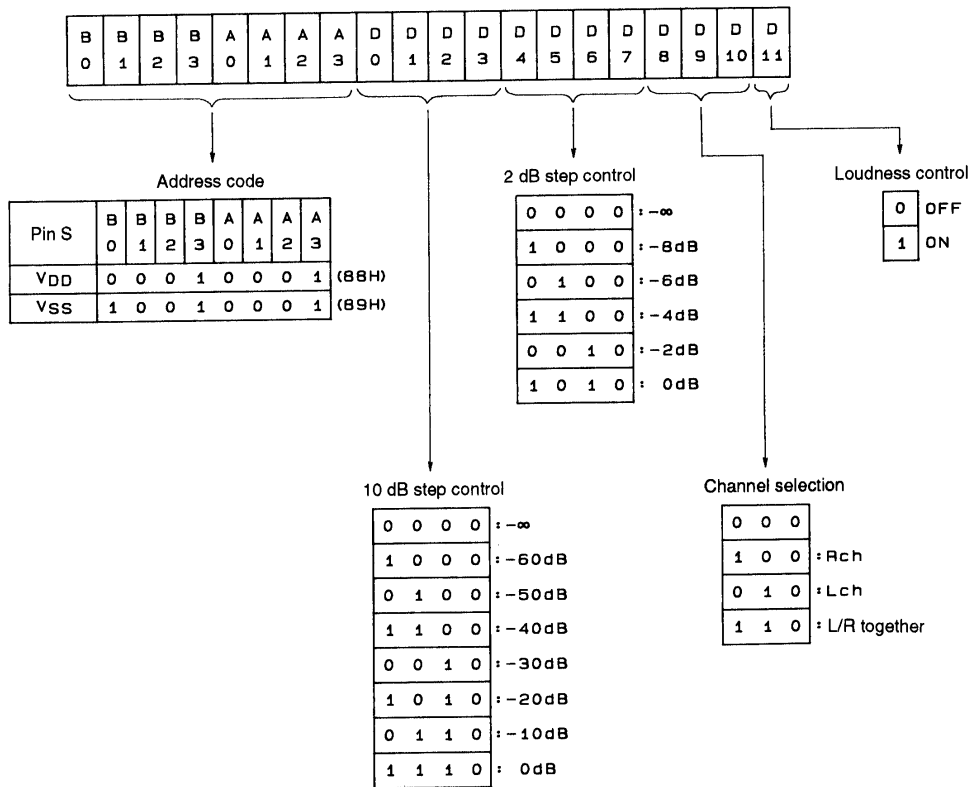 B B B B A A A A D D D D D D D D D D D D
0 1 2 3 0 1 2 3 0 1 2 3 4 5 6 7 8 9 10 11
Address code
Pin S B B B B A A A A
0 1 2 3 0 1 2 3
VDD 0 0 0 1 0 0 0 1 (88H)
VSS 1 0 0 1 0 0 0 1 (89H)
2 dB step control
0 0 0 0 :-∞
1 0 0 0 :-8dB
0 1 0 0 :-6dB
1 1 0 0 :-4dB
0 0 1 0 :-2dB
1 0 1 0 : 0dB
Loudness control
0 OFF
1 ON
10 dB step control
0 0 0 0 :-∞
1 0 0 0 :-60dB
0 1 0 0 :-50dB
1 1 0 0 :-40dB
0 0 1 0 :-30dB
1 0 1 0 :-20dB
0 1 1 0 :-10dB
1 1 1 0 : 0dB
Channel selection
0 0 0
1 0 0 :Rch
0 1 0 :Lch
1 1 0 : L/R together